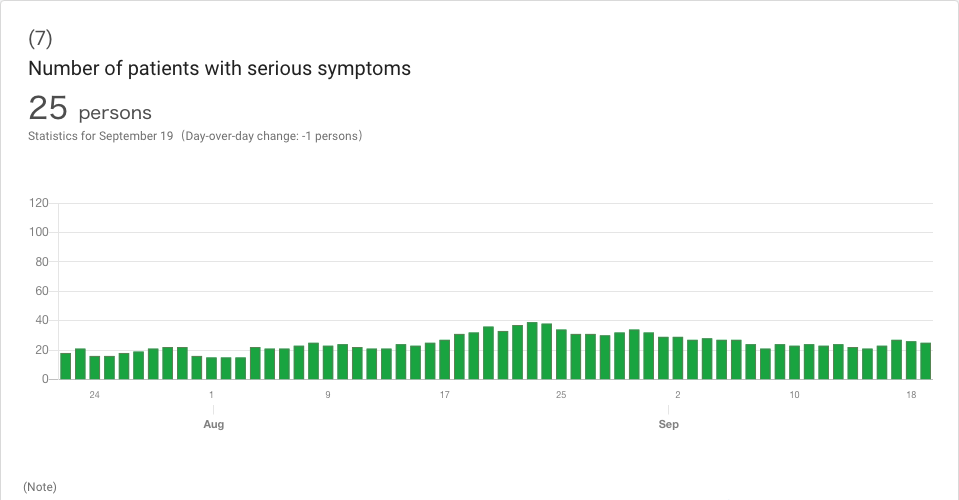 (7)
Number of patients with serious symptoms
25 persons
Statistics for September 19（Day-over-day change: -1 persons）
120
100
80
60
40
20
0
24 1 9 17 25 2 10 18
Aug Sep
(Note)